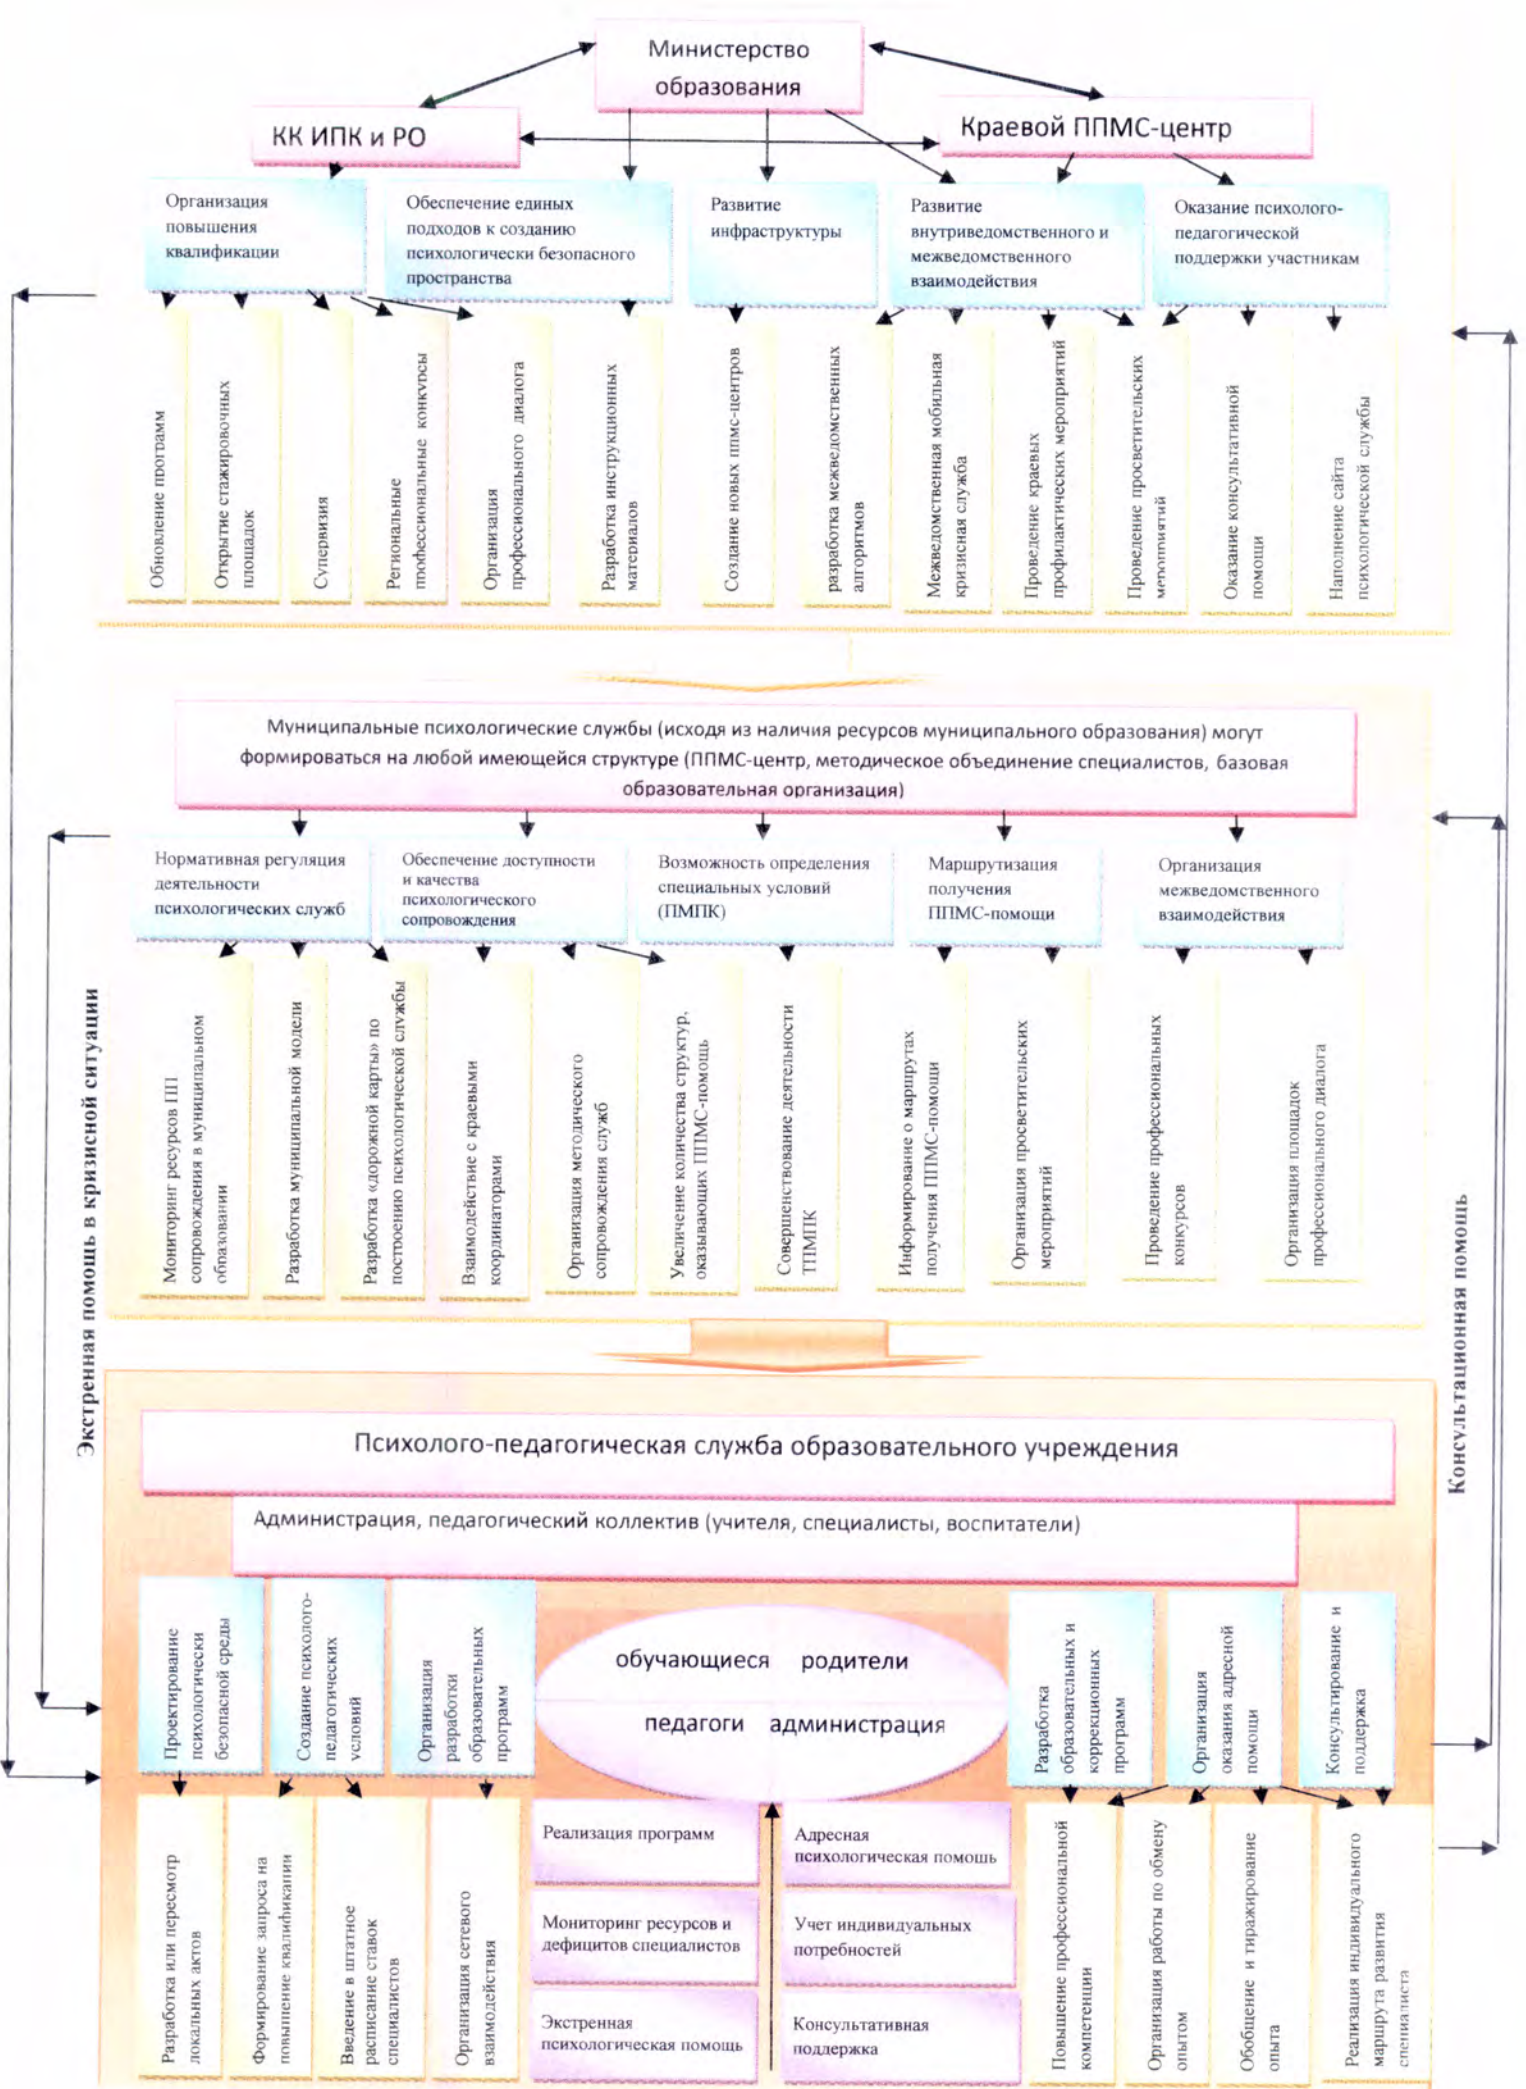 Министерство
образования
КК ИПК и РО
Краевой ППМС-центр
Организация
повышения
квалификации
Обеспечение единых
подходов к созданию
психологически безопасного
пространства
Развитие
инфраструктуры
Развитие
внутриведомственного и
межведомственного
взаимодействия
Оказание психолого-
педагогической
поддержки участникам
Обновление программ
Открытие стажировочных
площадок
Супервизия
Региональные
профессиональные конкурсы
Организация
профессионального диалога
Разработка инструкционных
материалов
Создание новых ппмс-центров
разработка межведомственных
алгоритмов
Межведомственная мобильная
кризисная служба
Проведение краевых
профилактических мероприятий
Проведение просветительских
мероприятий
Оказание консультативной
помощи
Наполнение сайта
психологической службы
Муниципальные психологические службы (исходя из наличия ресурсов муниципального образования) могут
формироваться на любой имеющейся структуре (ППМС-центр, методическое объединение специалистов, базовая
образовательная организация)
Нормативная регуляция
деятельности
психологических служб
Обеспечение доступности
и качества
психологического
сопровождения
Возможность определения
специальных условий
(ПМПК)
Маршрутизация
получения
ППМС-помощи
Организация
межведомственного
взаимодействия
Мониторинг ресурсов ПП
сопровождения в муниципальном
образовании
Разработка муниципальной модели
Разработка «дорожной карты» по
построению психологической службы
Взаимодействие с краевыми
координаторами
Организация методического
сопровождения служб
Увеличение количества структур,
оказывающих ППМС-помощь
Совершенствование деятельности
ТПМПК
Информирование о маршрутах
получения ППМС-помощи
Организация просветительских
мероприятий
Проведение профессиональных
конкурсов
Организация площадок
профессионального диалога
Экстренная помощь в кризисной ситуации
Консультационная помощь
Психолого-педагогическая служба образовательного учреждения
Администрация, педагогический коллектив (учителя, специалисты, воспитатели)
Проектирование
психологически
безопасной среды
Создание психолого-
педагогических
условий
Организация
разработки
образовательных
программ
обучающиеся родители
педагоги администрация
Разработка
образовательных и
коррекционных
программ
Организация
оказания адресной
помощи
Консультирование и
поддержка
Разработка или пересмотр
локальных актов
Формирование запроса на
повышение квалификации
Введение в штатное
расписание ставок
специалистов
Организация сетевого
взаимодействия
Реализация программ
Адресная
психологическая помощь
Мониторинг ресурсов и
дефицитов специалистов
Учет индивидуальных
потребностей
Экстренная
психологическая помощь
Консультативная
поддержка
Повышение профессиональной
компетенции
Организация работы по обмену
опытом
Обобщение и тиражирование
опыта
Реализация индивидуального
маршрута развития
специалиста